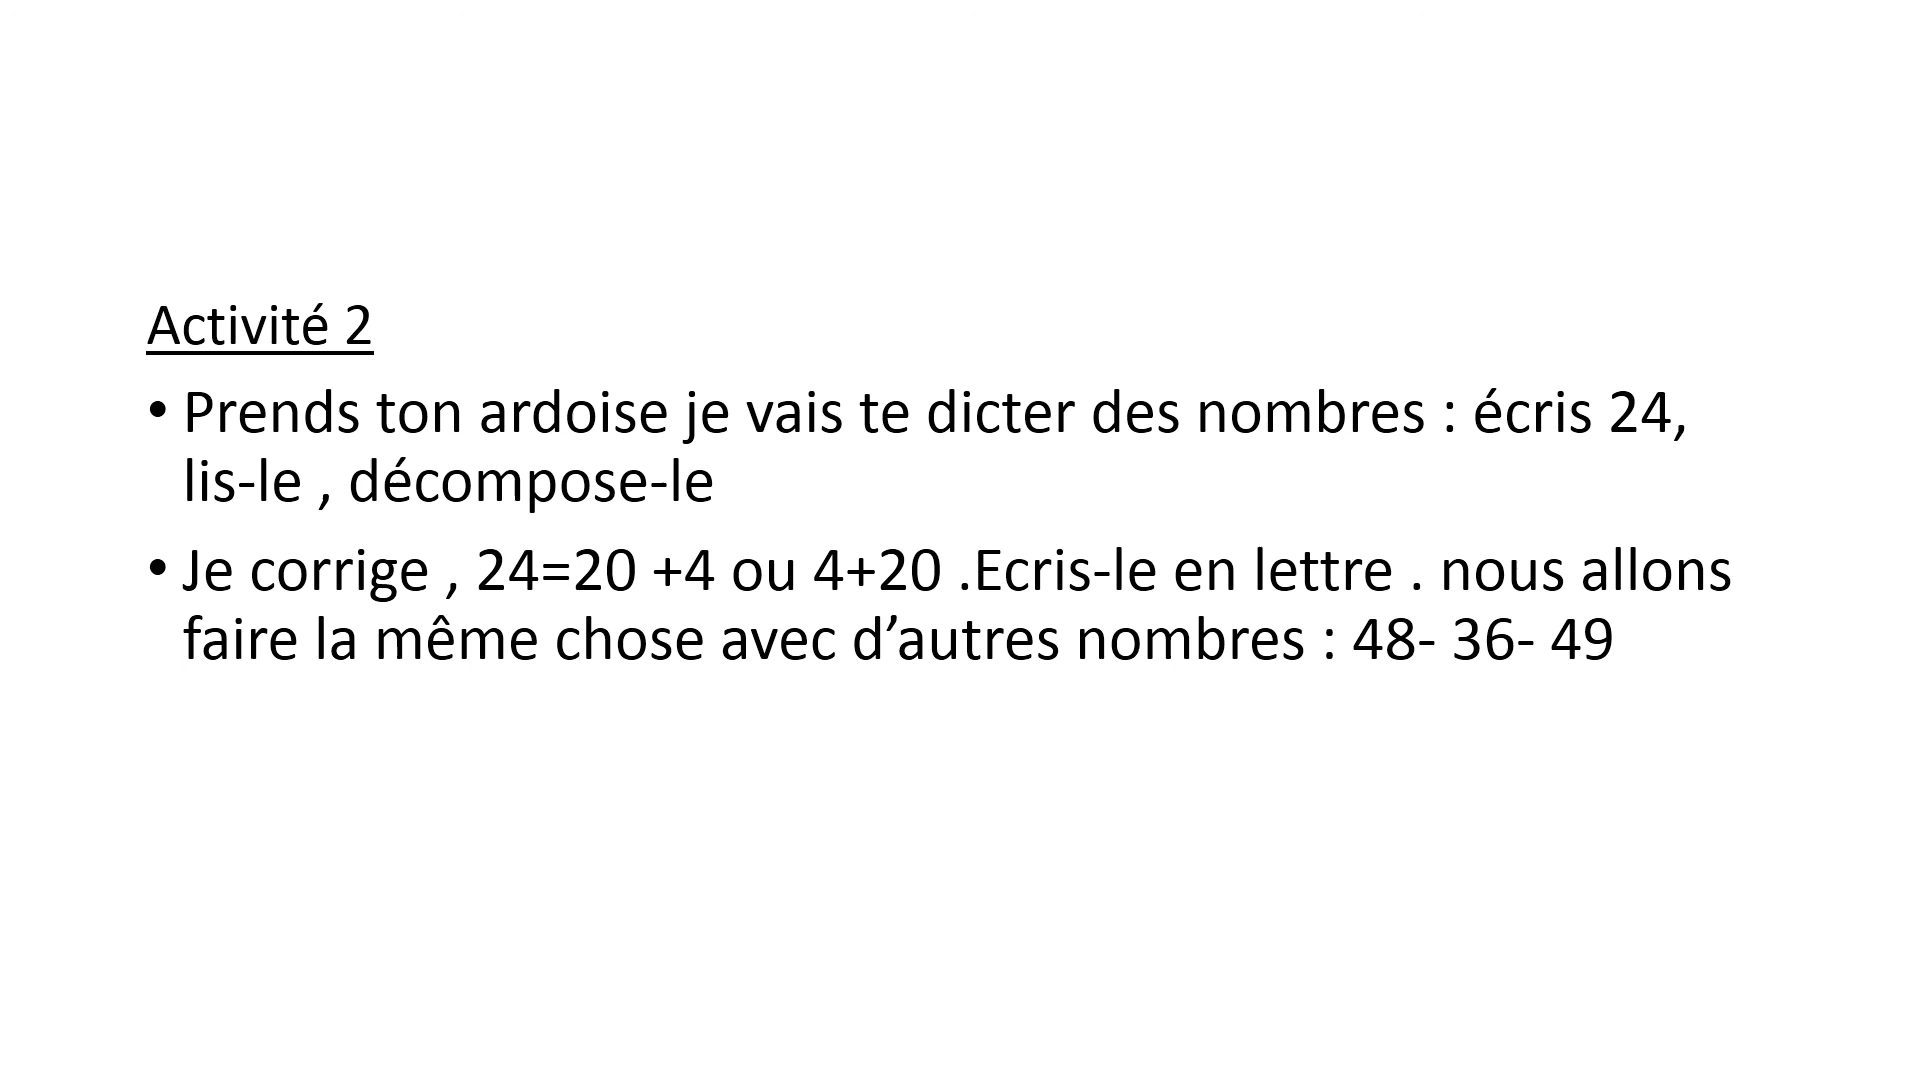 Activité 2
• Prends ton ardoise je vais te dicter des nombres : écris 24,
lis-le , décompose-le
• Je corrige , 24=20 +4 ou 4+20 .Ecris-le en lettre . nous allons
faire la même chose avec d’autres nombres : 48- 36- 49